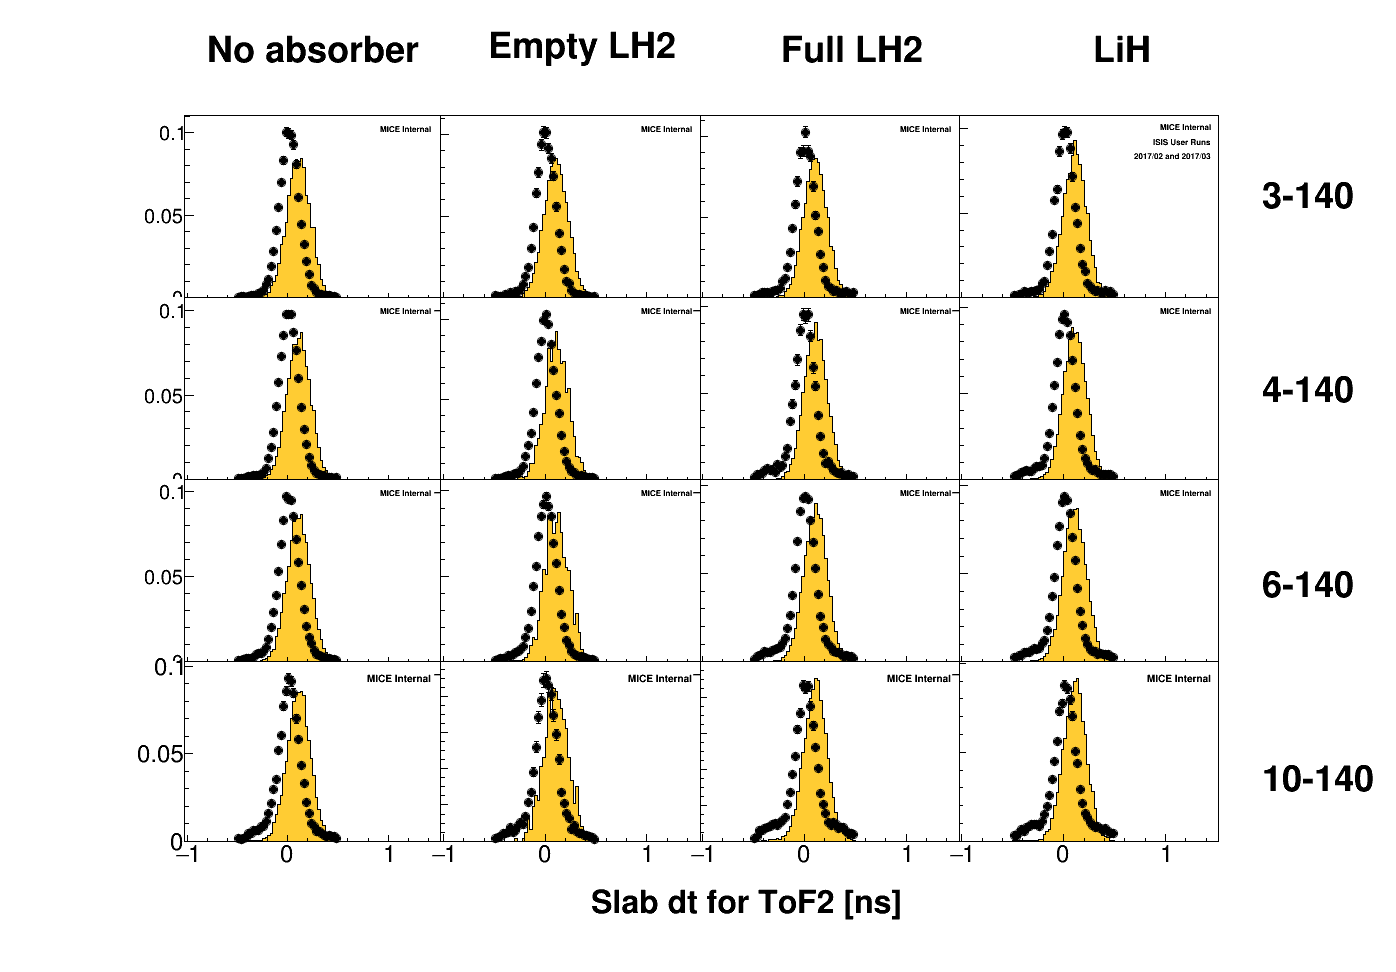 No absorber Empty LH2 Full LH2 LiH
0.1 MICE Internal MICE Internal MICE Internal MICE Internal
ISIS User Runs
2017/02 and 2017/03
3-140
0.05
0
0.1 MICE Internal MICE Internal MICE Internal MICE Internal
4-140
0.05
0
0.1 MICE Internal MICE Internal MICE Internal MICE Internal
0.05
6-140
0
0.1 MICE Internal MICE Internal MICE Internal MICE Internal
0.05
10-140
0
−1 0 1 −1 0 1 −1 0 1 −1 0 1
Slab dt for ToF2 [ns]